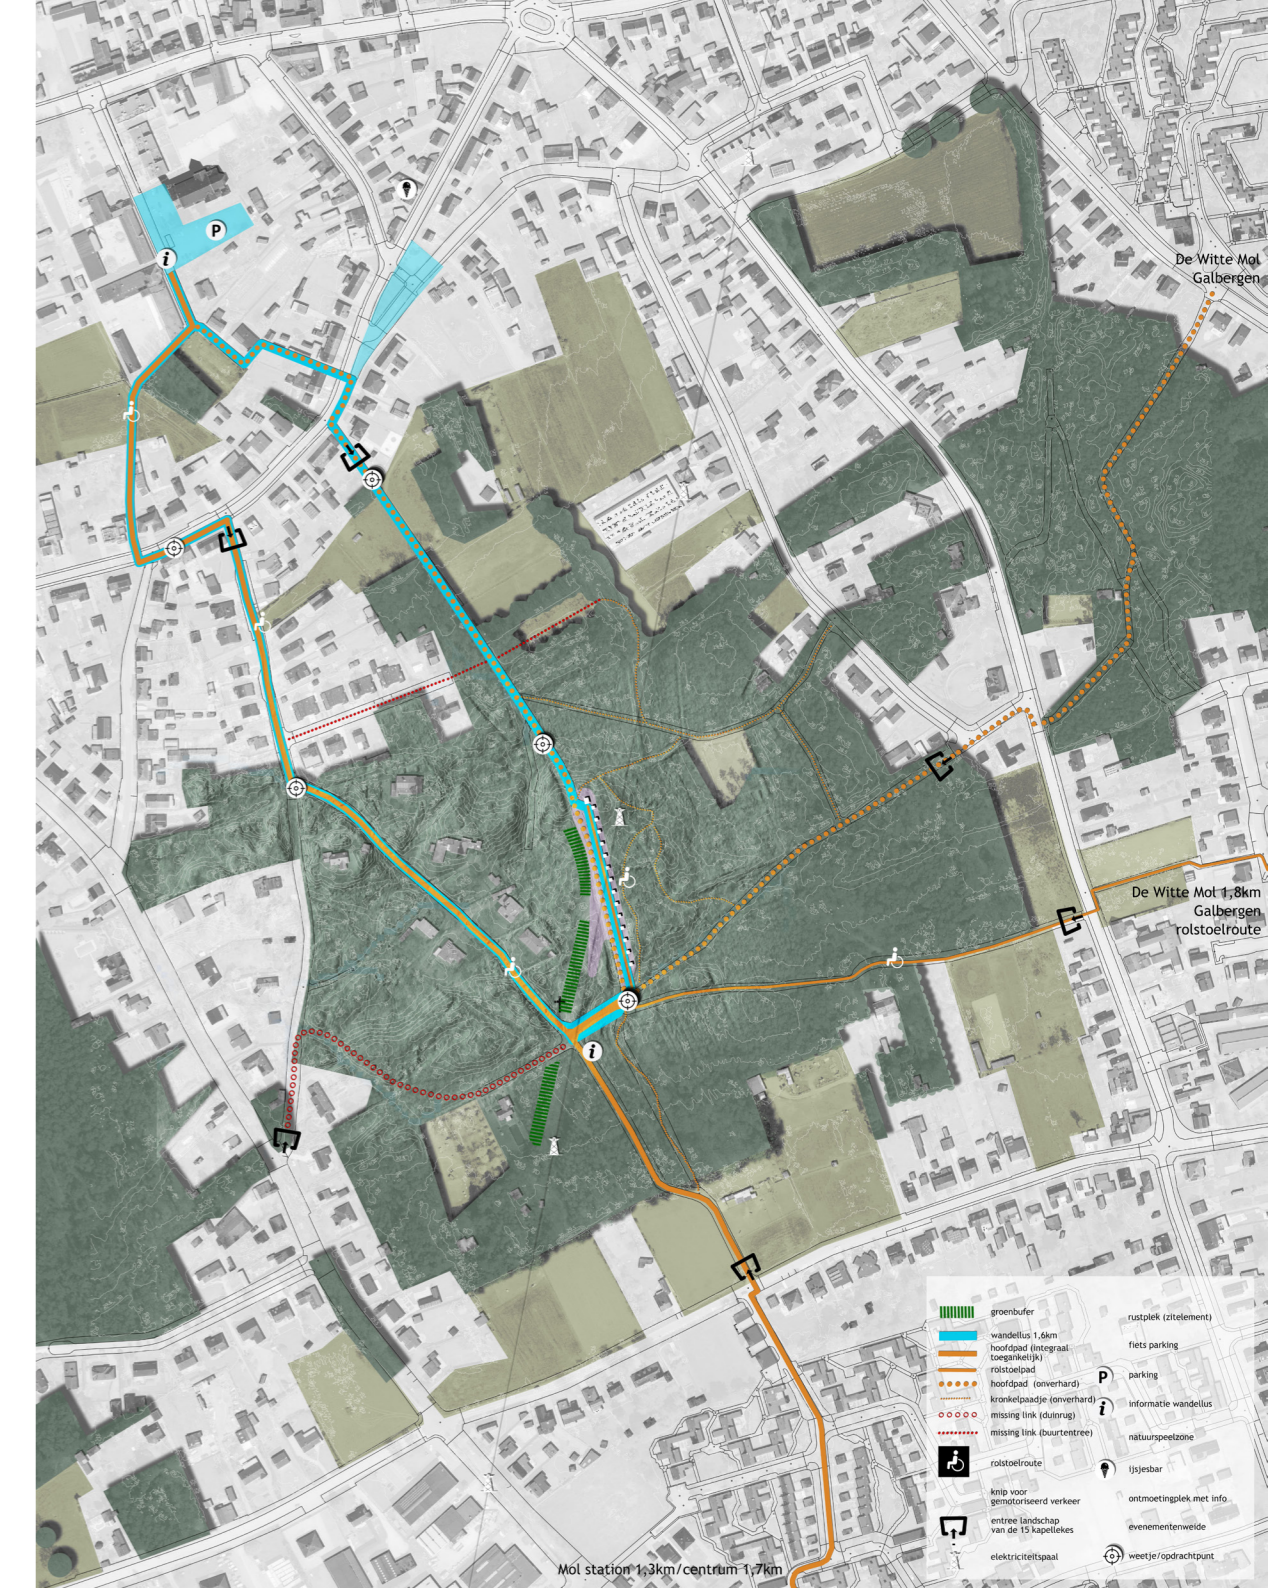 P
i
De Witte Mol
Galbergen
De Witte Mol 1,8km
Galbergen
rolstoelroute
i
groenbufer
wandellus 1,6km
hoofdpad (integraal
toegankelijk)
rolstoelpad
hoofdpad (onverhard)
kronkelpaadje (onverhard)
missing link (duinrug)
missing link (buurtentree)
rolstoelroute
knip voor
gemotoriseerd verkeer
entree landschap
van de 15 kapellekes
elektriciteitspaal
rustplek (zitelement)
fiets parking
P parking
i informatie wandellus
natuurspeelzone
ijsjesbar
ontmoetingplek met info
evenementenweide
weetje/opdrachtpunt
Mol station 1,3km/centrum 1,7km